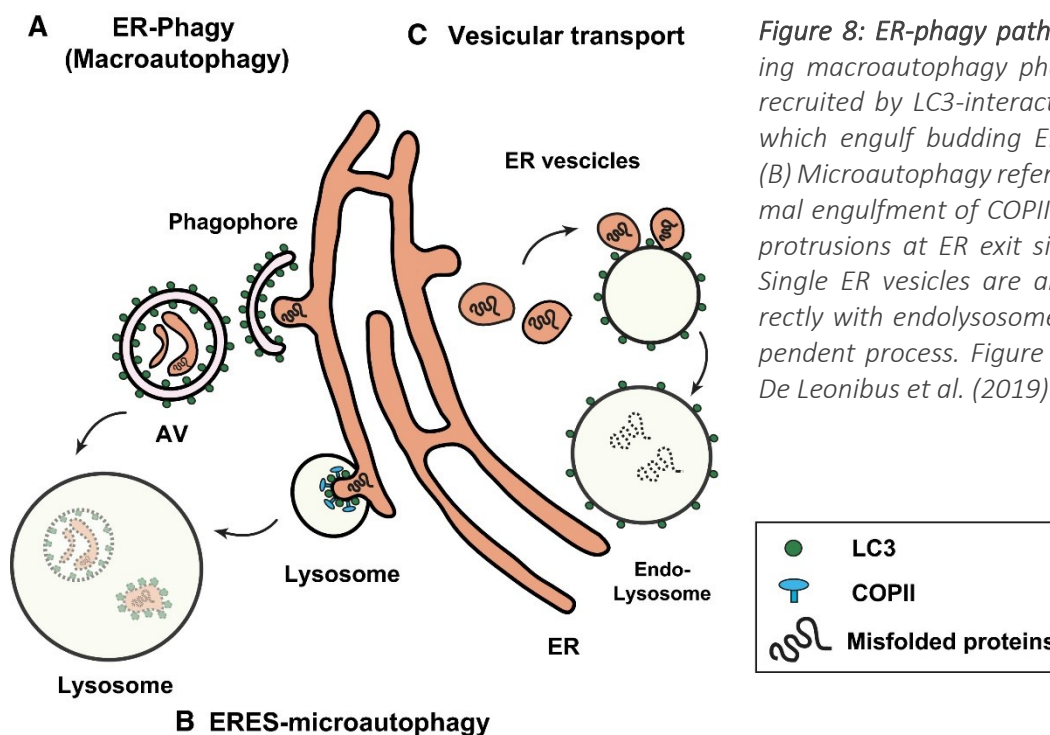 A ER-Phagy
(Macroautophagy)
C Vesicular transport
ER vescicles
Phagophore
AV
Lysosome
Lysosome
Endo-
Lysosome
ER
B ERES-microautophagy
LC3
COPII
Misfolded proteins
Figure 8: ER-phagy path
ing macroautophagy pha
recruited by LC3-interact
which engulf budding E
(B) Microautophagy refer
mal engulfment of COPII
protrusions at ER exit si
Single ER vesicles are a
rectly with endolysosome
pendent process. Figure
De Leonibus et al. (2019)